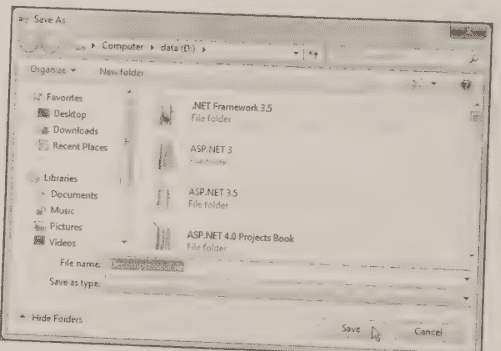 Save As
Computer ▸ data (D:) ▸
Organize ▾ New folder
Favorites
Desktop
Downloads
Recent Places
Libraries
Documents
Music
Pictures
Videos
.NET Framework 3.5
File folder
ASP.NET 3
ASP.NET 3.5
File folder
ASP.NET 4.0 Projects Book
File folder
File name:
Save as type:
Hide Folders
Save
Cancel